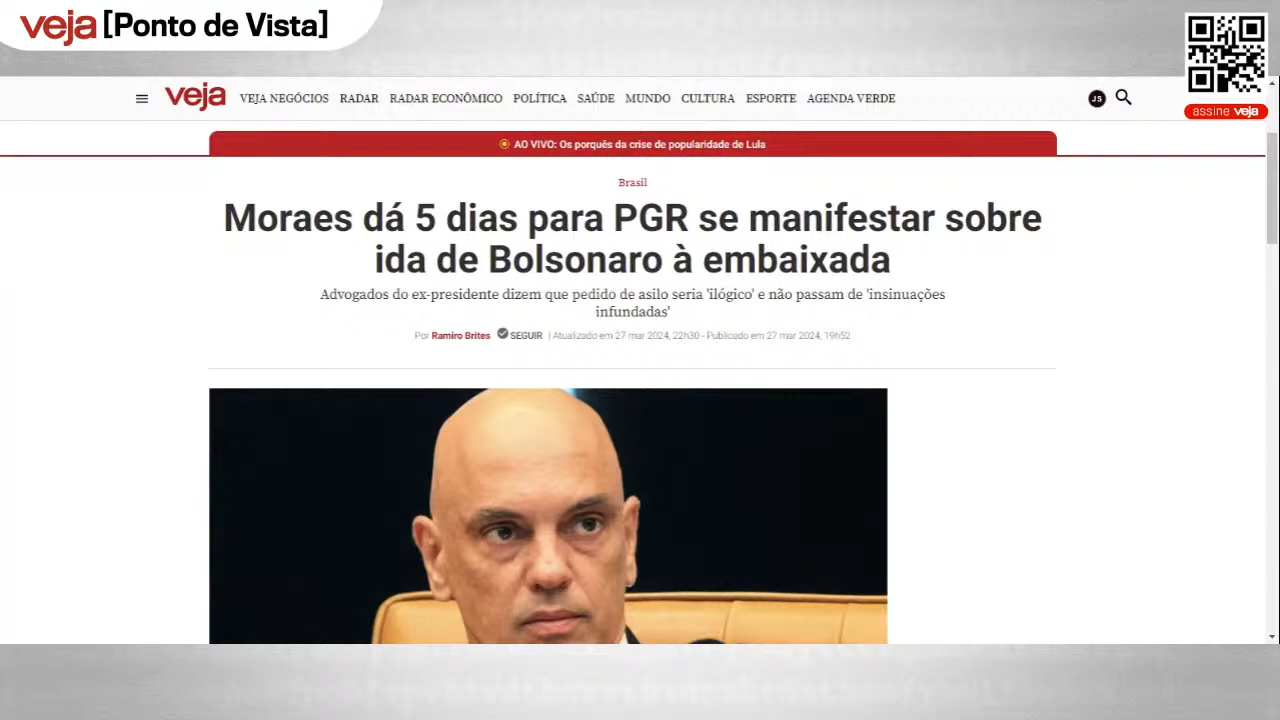 veja [Ponto de Vista]
assine veja
veja VEJA NEGÓCIOS RADAR RADAR ECONÔMICO POLÍTICA SAÚDE MUNDO CULTURA ESPORTE AGENDA VERDE JS
AO VIVO: Os porquês da crise de popularidade de Lula
Brasil
Moraes dá 5 dias para PGR se manifestar sobre
ida de Bolsonaro à embaixada
Advogados do ex-presidente dizem que pedido de asilo seria 'ilógico' e não passam de 'insinuações
infundadas'
Por Ramiro Brites SEGUIR | Atualizado em 27 mar 2024, 22h30 - Publicado em 27 mar 2024, 19h52